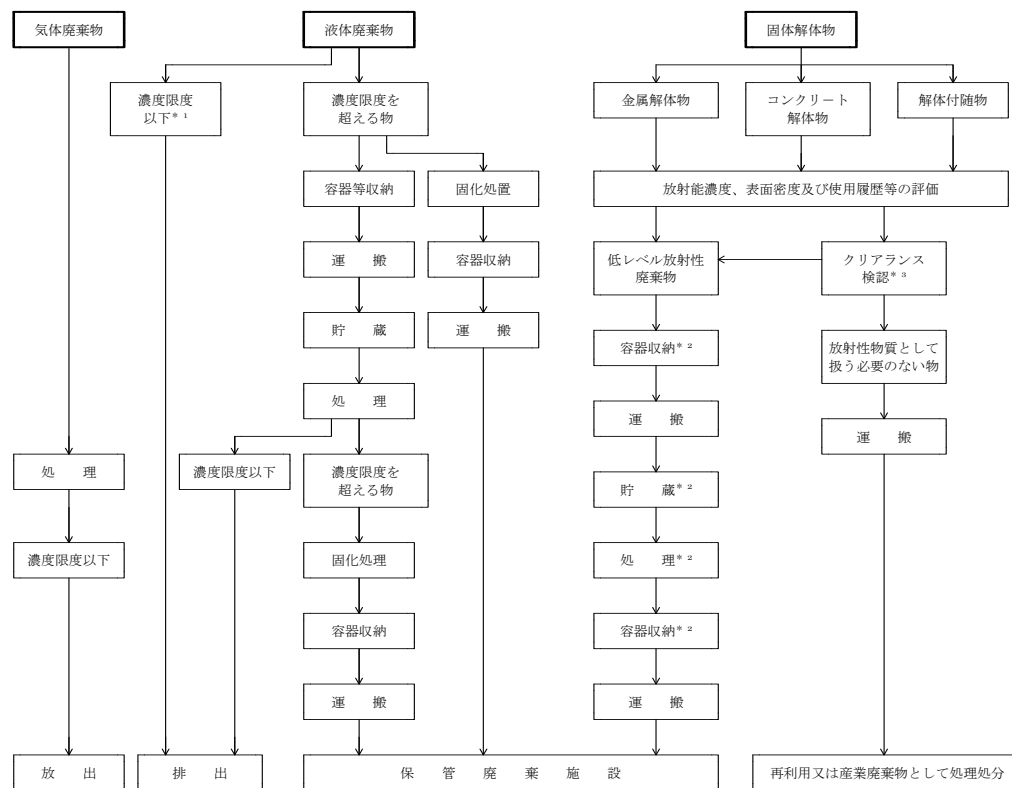 気体廃棄物
液体廃棄物
固体解体物
濃度限度
以下*1
濃度限度を
超える物
金属解体物
コンクリート
解体物
解体付随物
容器等収納
固化処置
放射能濃度、表面密度及び使用履歴等の評価
運　搬
容器収納
低レベル放射性
廃棄物
クリアランス
検認*3
貯　蔵
運　搬
容器収納*2
放射性物質として
扱う必要のない物
処　理
運　搬
運　搬
処　理
濃度限度以下
濃度限度を
超える物
貯　蔵*2
濃度限度以下
固化処理
処　理*2
容器収納
容器収納*2
運　搬
運　搬
放　出
排　出
保　管　廃　棄　施　設
再利用又は産業廃棄物として処理処分